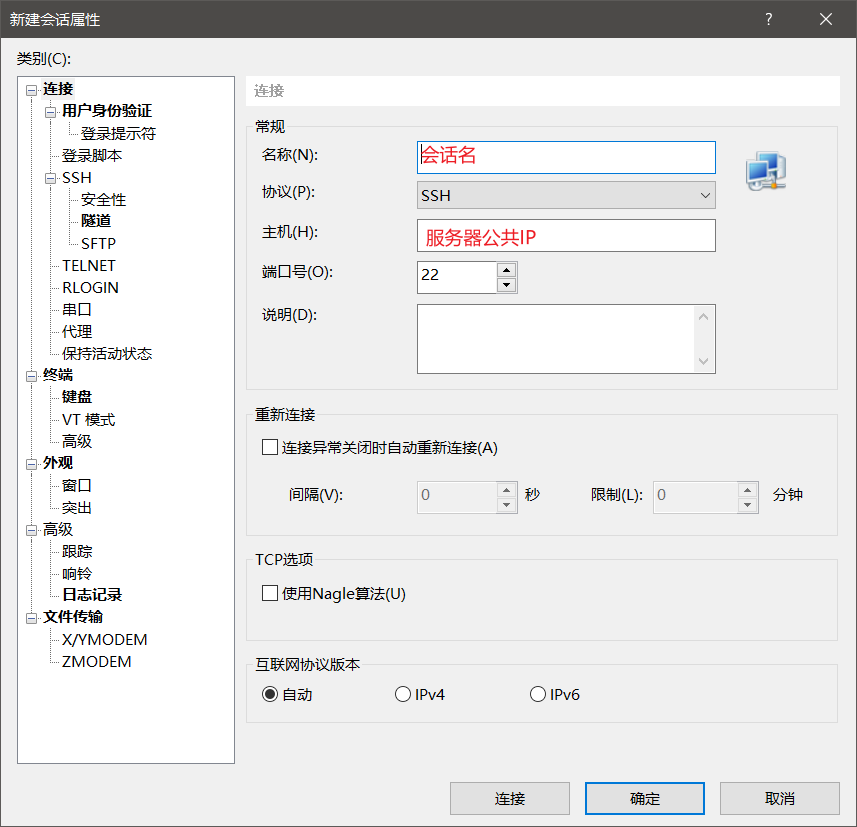 新建会话属性
?
类别(C):
连接
用户身份验证
登录提示符
登录脚本
SSH
安全性
隧道
SFTP
TELNET
RLOGIN
串口
代理
保持活动状态
终端
键盘
VT 模式
高级
外观
窗口
突出
高级
跟踪
响铃
日志记录
文件传输
X/YMODEM
ZMODEM
连接
常规
名称(N): 会话名
协议(P): SSH
主机(H): 服务器公共IP
端口号(O): 22
说明(D):
重新连接
连接异常关闭时自动重新连接(A)
间隔(V): 0 秒 限制(L): 0 分钟
TCP选项
使用Nagle算法(U)
互联网协议版本
自动 IPv4 IPv6
连接 确定 取消